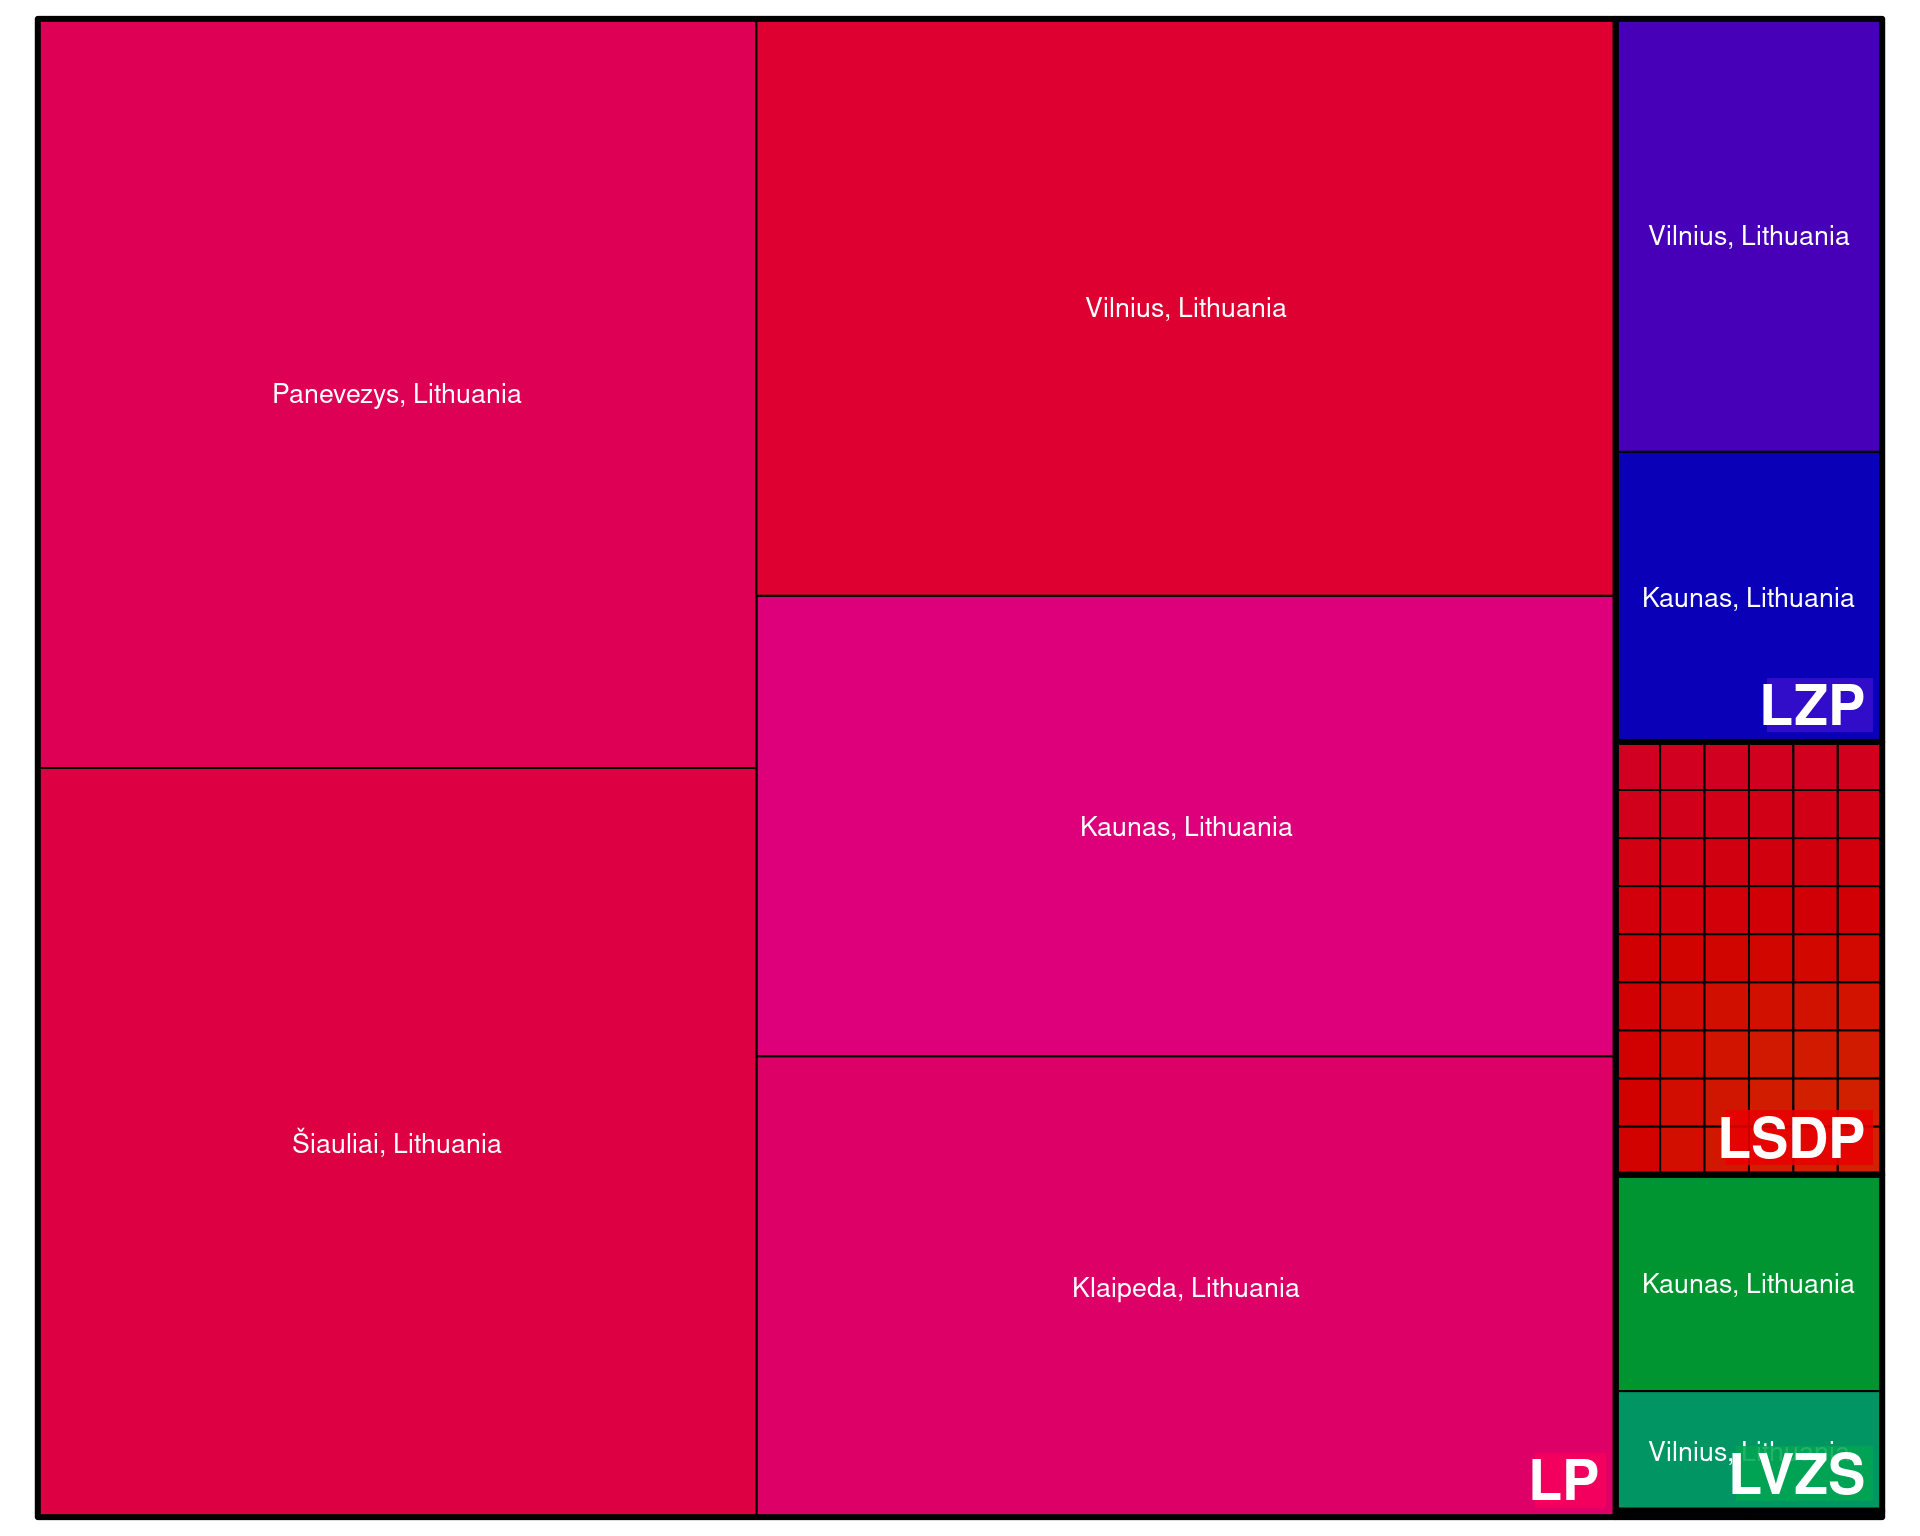 Panevezys, Lithuania
Šiauliai, Lithuania
Vilnius, Lithuania
Kaunas, Lithuania
Klaipeda, Lithuania
LP
Vilnius, Lithuania
Kaunas, Lithuania
LZP
LSDP
Kaunas, Lithuania
Vilnius, Lithuania
LVZS